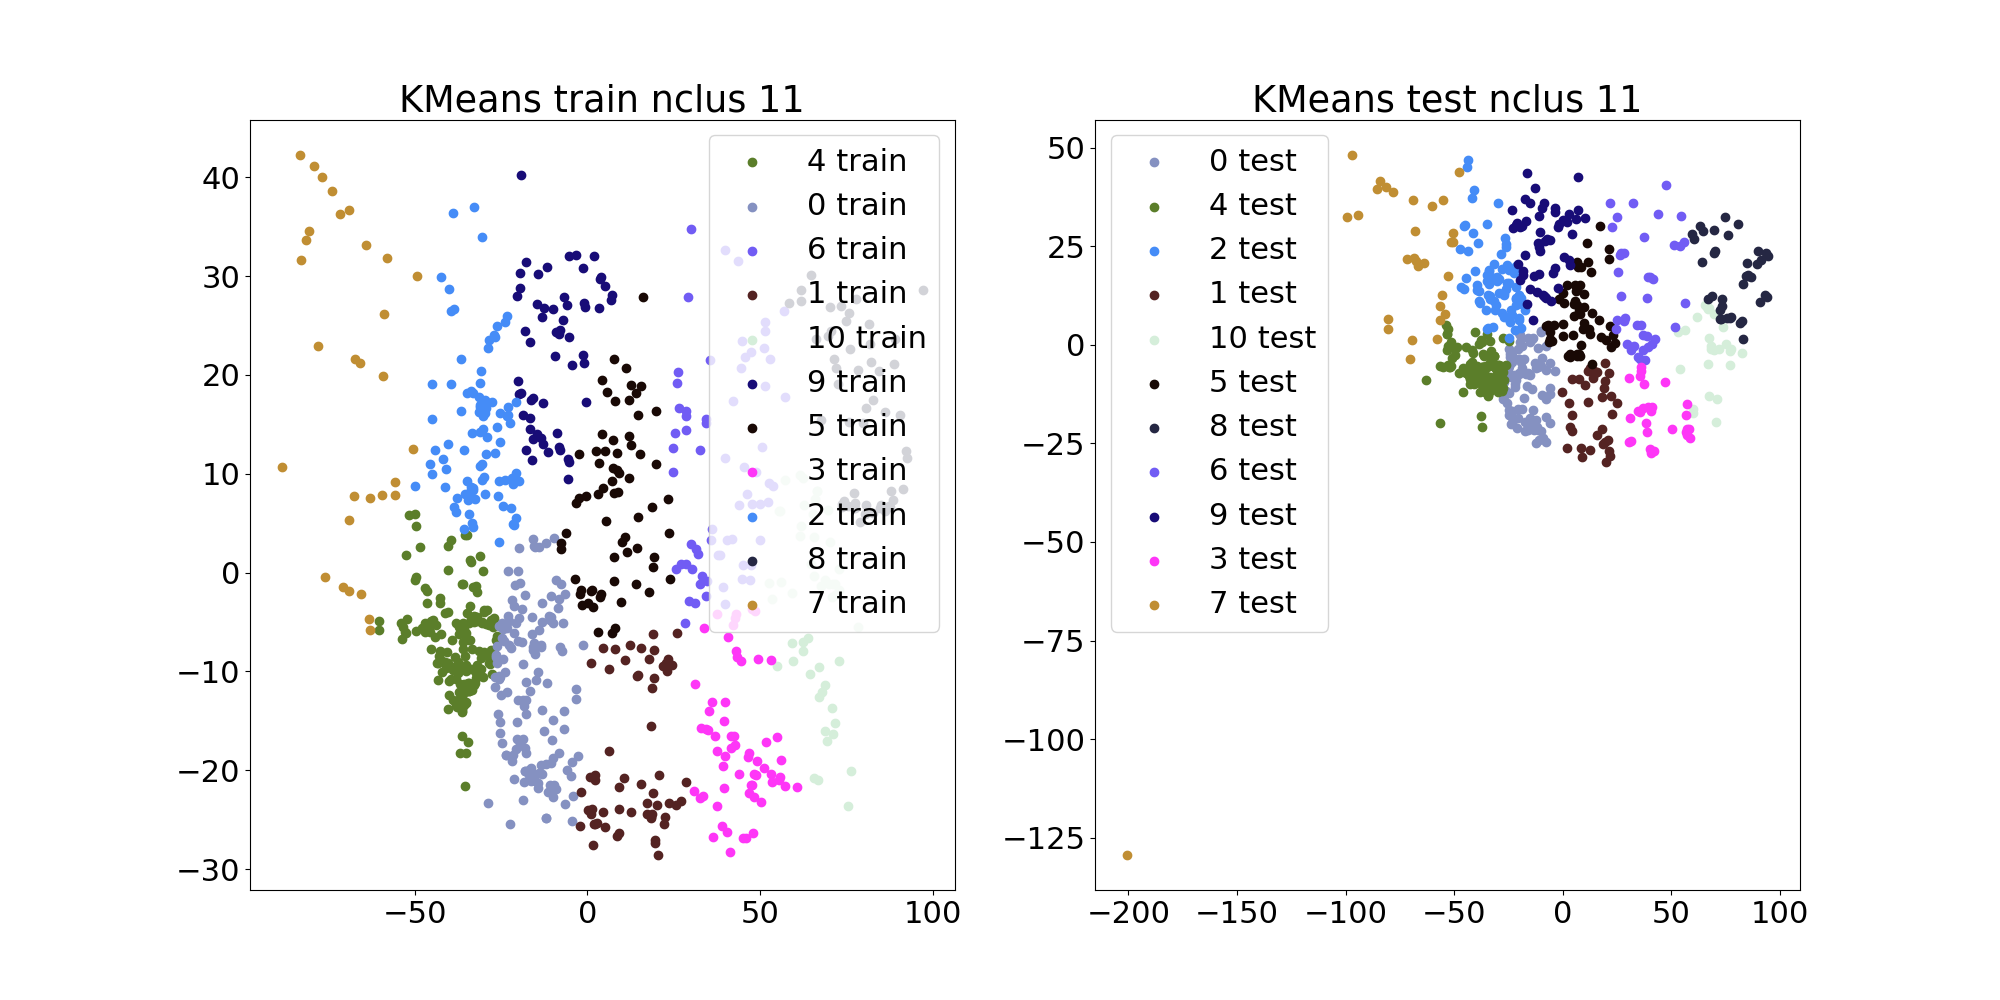 KMeans train nclus 11
40
30
20
10
0
−10
−20
−30
−50
0
50
100
4 train
0 train
6 train
1 train
10 train
9 train
5 train
3 train
2 train
8 train
7 train
KMeans test nclus 11
50
25
0
−25
−50
−75
−100
−125
−200
−150
−100
−50
0
50
100
0 test
4 test
2 test
1 test
10 test
5 test
8 test
6 test
9 test
3 test
7 test